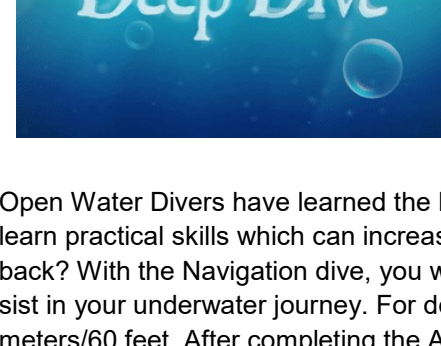 Deep Dive
Open Water Divers have learned the
learn practical skills which can increas
back? With the Navigation dive, you w
sist in your underwater journey. For d
meters/60 feet. After completing the A